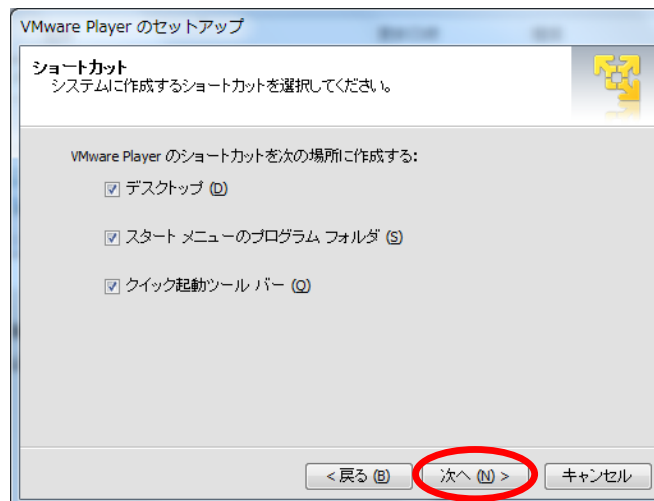 VMware Player のセットアップ
ショートカット
システムに作成するショートカットを選択してください。
VMware Player のショートカットを次の場所に作成する:
デスクトップ (D)
スタート メニューのプログラム フォルダ (S)
クイック起動ツール バー (Q)
< 戻る (B)
次へ (N) >
キャンセル